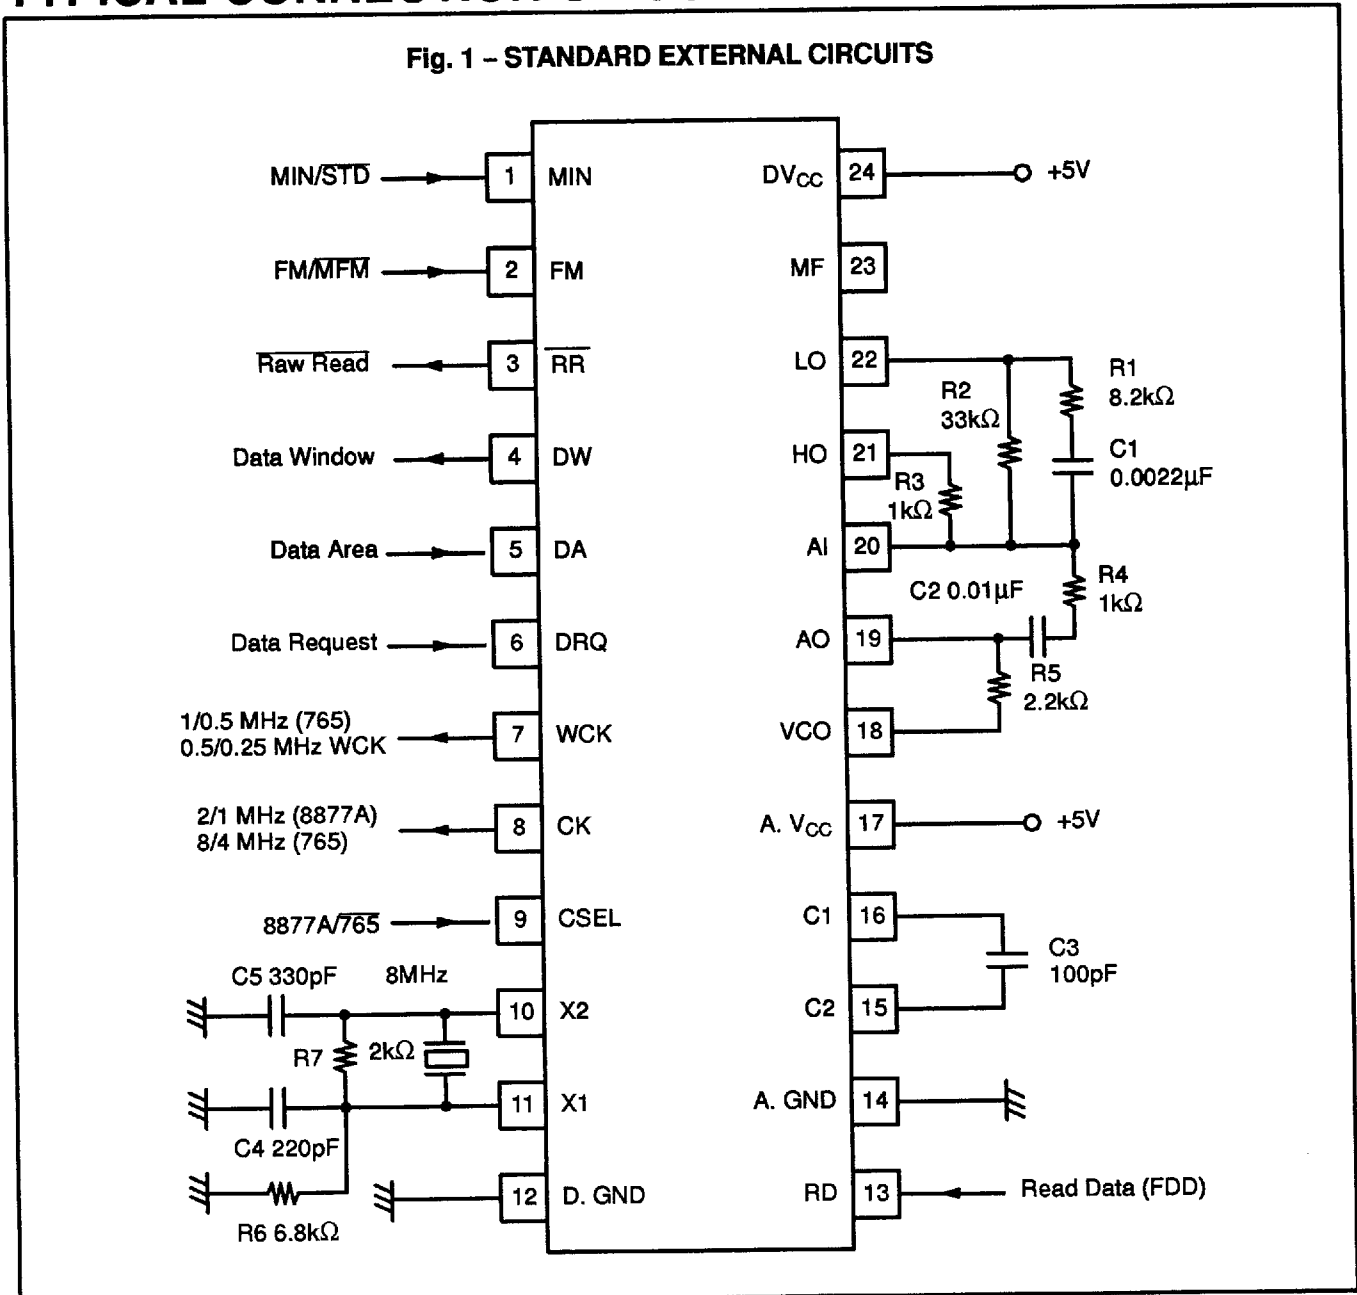 Fig. 1 – STANDARD EXTERNAL CIRCUITS
MIN/STD
1
MIN
DVCC
24
+5V
FM/MFM
2
FM
MF
23
Raw Read
3
RR
LO
22
R1
8.2kΩ
R2
33kΩ
Data Window
4
DW
HO
21
C1
0.0022μF
R3
1kΩ
Data Area
5
DA
AI
20
C2 0.01μF
R4
1kΩ
Data Request
6
DRQ
AO
19
R5
2.2kΩ
1/0.5 MHz (765)
0.5/0.25 MHz WCK
7
WCK
VCO
18
2/1 MHz (8877A)
8/4 MHz (765)
8
CK
A. VCC
17
+5V
8877A/765
9
CSEL
C1
16
C3
100pF
C5 330pF
8MHz
10
X2
C2
15
R7
2kΩ
11
X1
A. GND
14
C4 220pF
12
D. GND
RD
13
Read Data (FDD)
R6 6.8kΩ